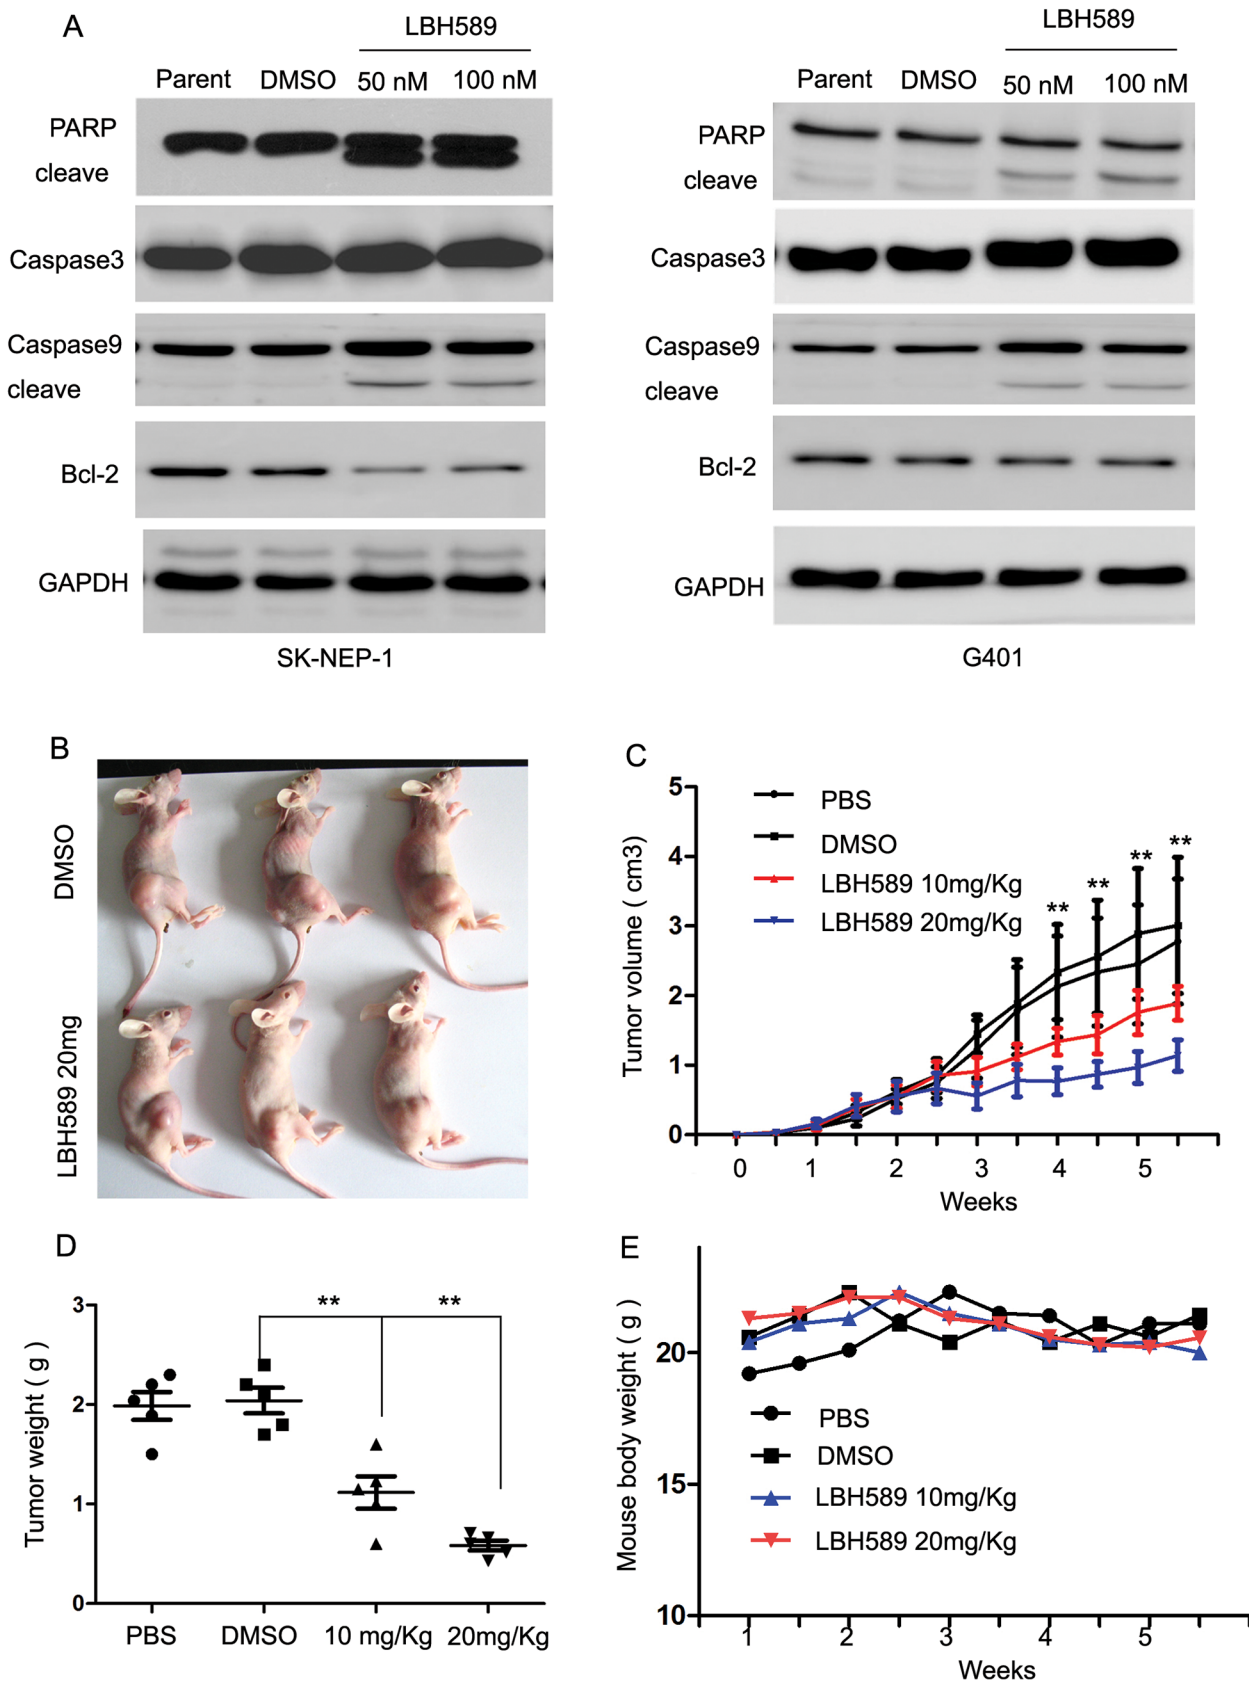 A
LBH589
Parent DMSO 50 nM 100 nM
PARP
cleave
Caspase3
Caspase9
cleave
Bcl-2
GAPDH
SK-NEP-1
LBH589
Parent DMSO 50 nM 100 nM
PARP
cleave
Caspase3
Caspase9
cleave
Bcl-2
GAPDH
G401
B
DMSO
LBH589 20mg
C
Tumor volume ( cm3)
5
4
3
2
1
0
PBS
DMSO
LBH589 10mg/Kg
LBH589 20mg/Kg
** ** ** **
0 1 2 3 4 5
Weeks
D
Tumor weight ( g )
3
2
1
0
** **
PBS DMSO 10 mg/Kg 20mg/Kg
E
Mouse body weight ( g )
20
15
10
PBS
DMSO
LBH589 10mg/Kg
LBH589 20mg/Kg
1 2 3 4 5
Weeks